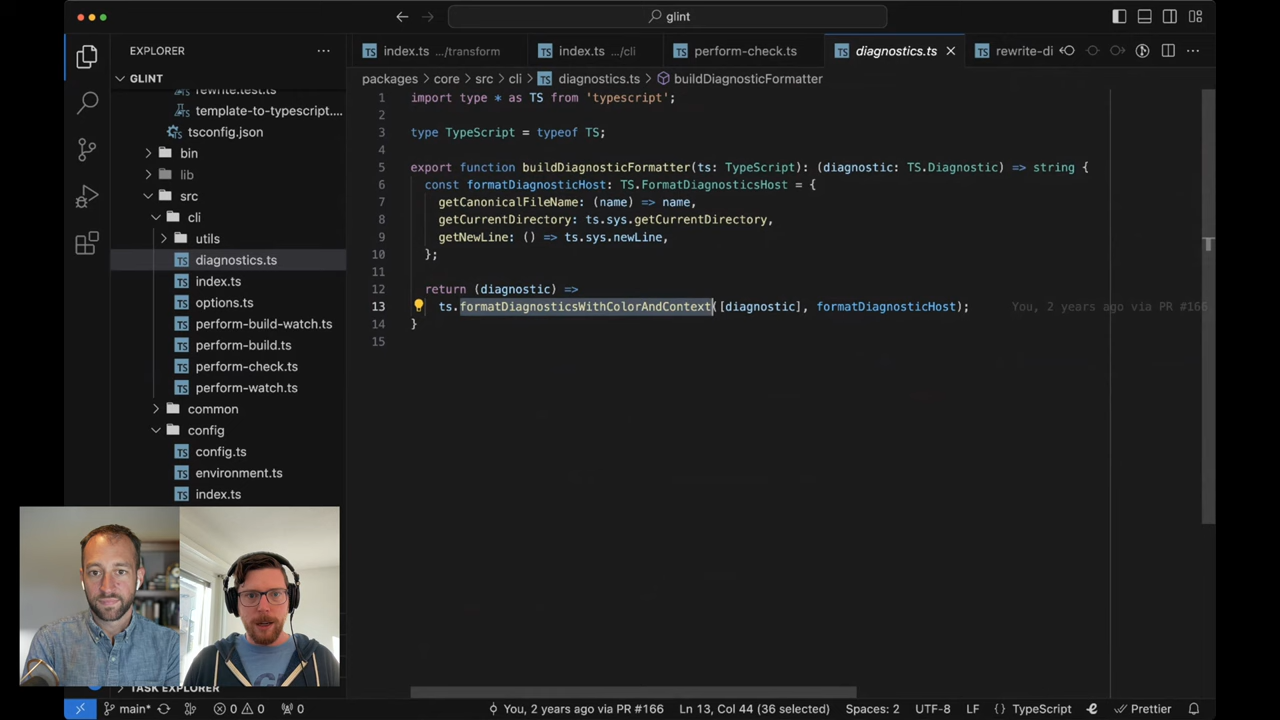 glint
EXPLORER
index.ts .../transform
index.ts .../cli
perform-check.ts
diagnostics.ts
rewrite-di
GLINT
packages > core > src > cli > diagnostics.ts > buildDiagnosticFormatter
rewrite.test.ts
template-to-typescript....
tsconfig.json
bin
lib
src
cli
utils
diagnostics.ts
index.ts
options.ts
perform-build-watch.ts
perform-build.ts
perform-check.ts
perform-watch.ts
common
config
config.ts
environment.ts
index.ts
TASK EXPLORER
1 import type * as TS from 'typescript';
2
3 type TypeScript = typeof TS;
4
5 export function buildDiagnosticFormatter(ts: TypeScript): (diagnostic: TS.Diagnostic) => string {
6 const formatDiagnosticHost: TS.FormatDiagnosticsHost = {
7 getCanonicalFileName: (name) => name,
8 getCurrentDirectory: ts.sys.getCurrentDirectory,
9 getNewLine: () => ts.sys.newLine,
10 };
11
12 return (diagnostic) =>
13 ts.formatDiagnosticsWithColorAndContext([diagnostic], formatDiagnosticHost); You, 2 years ago via PR #166
14 }
15
main* 0 0 0 You, 2 years ago via PR #166 Ln 13, Col 44 (36 selected) Spaces: 2 UTF-8 LF TypeScript Prettier